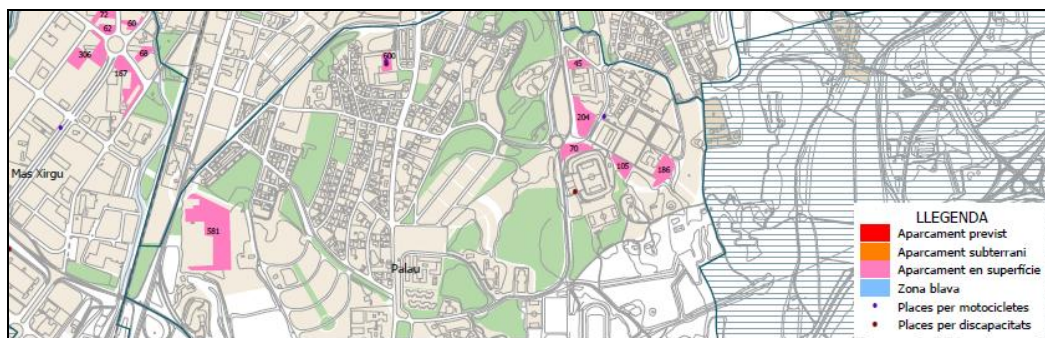 72
60
62
306
68
167
600
45
204
70
105
186
Mas Xirgu
581
Palau
LLEGENDA
Aparcament previst
Aparcament subterrani
Aparcament en superfície
Zona blava
Places per motocicletes
Places per discapacitats